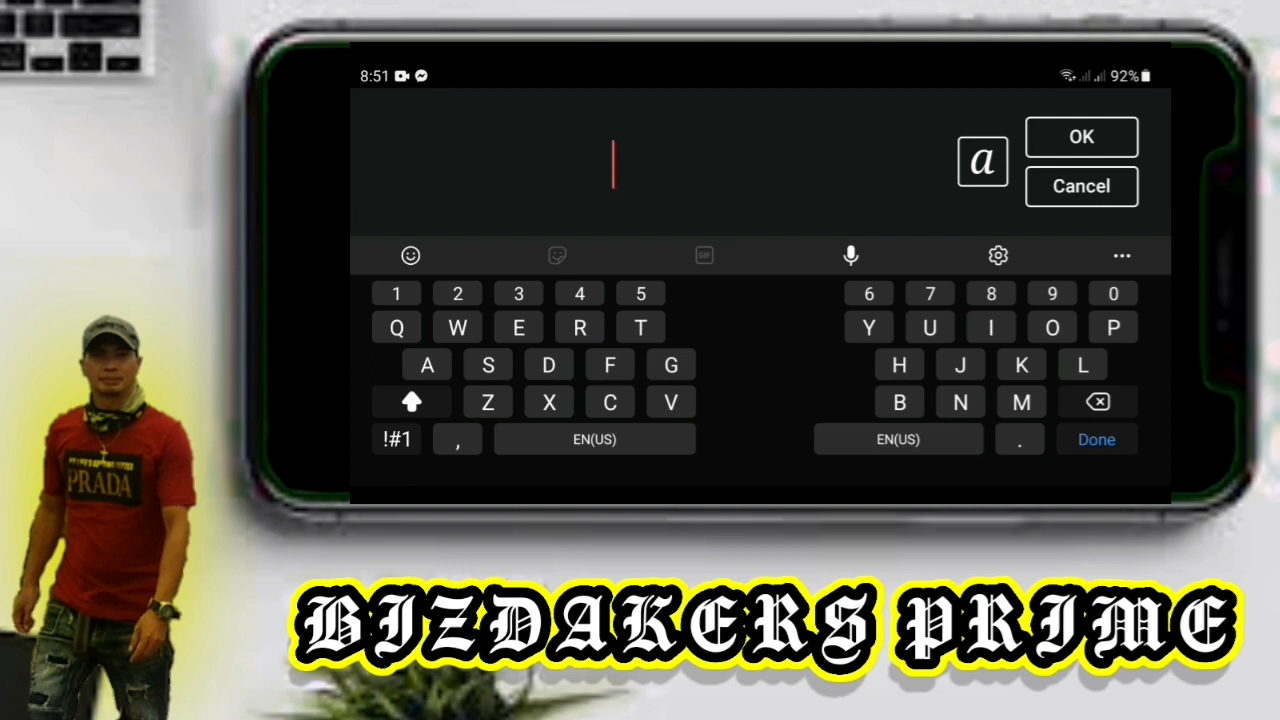 8:51 92%
a
OK
Cancel
GIF
1 2 3 4 5 6 7 8 9 0
Q W E R T Y U I O P
A S D F G H J K L
Z X C V B N M
!#1 , EN(US) EN(US) . Done
PRADA
BIZDAKERS PRIME